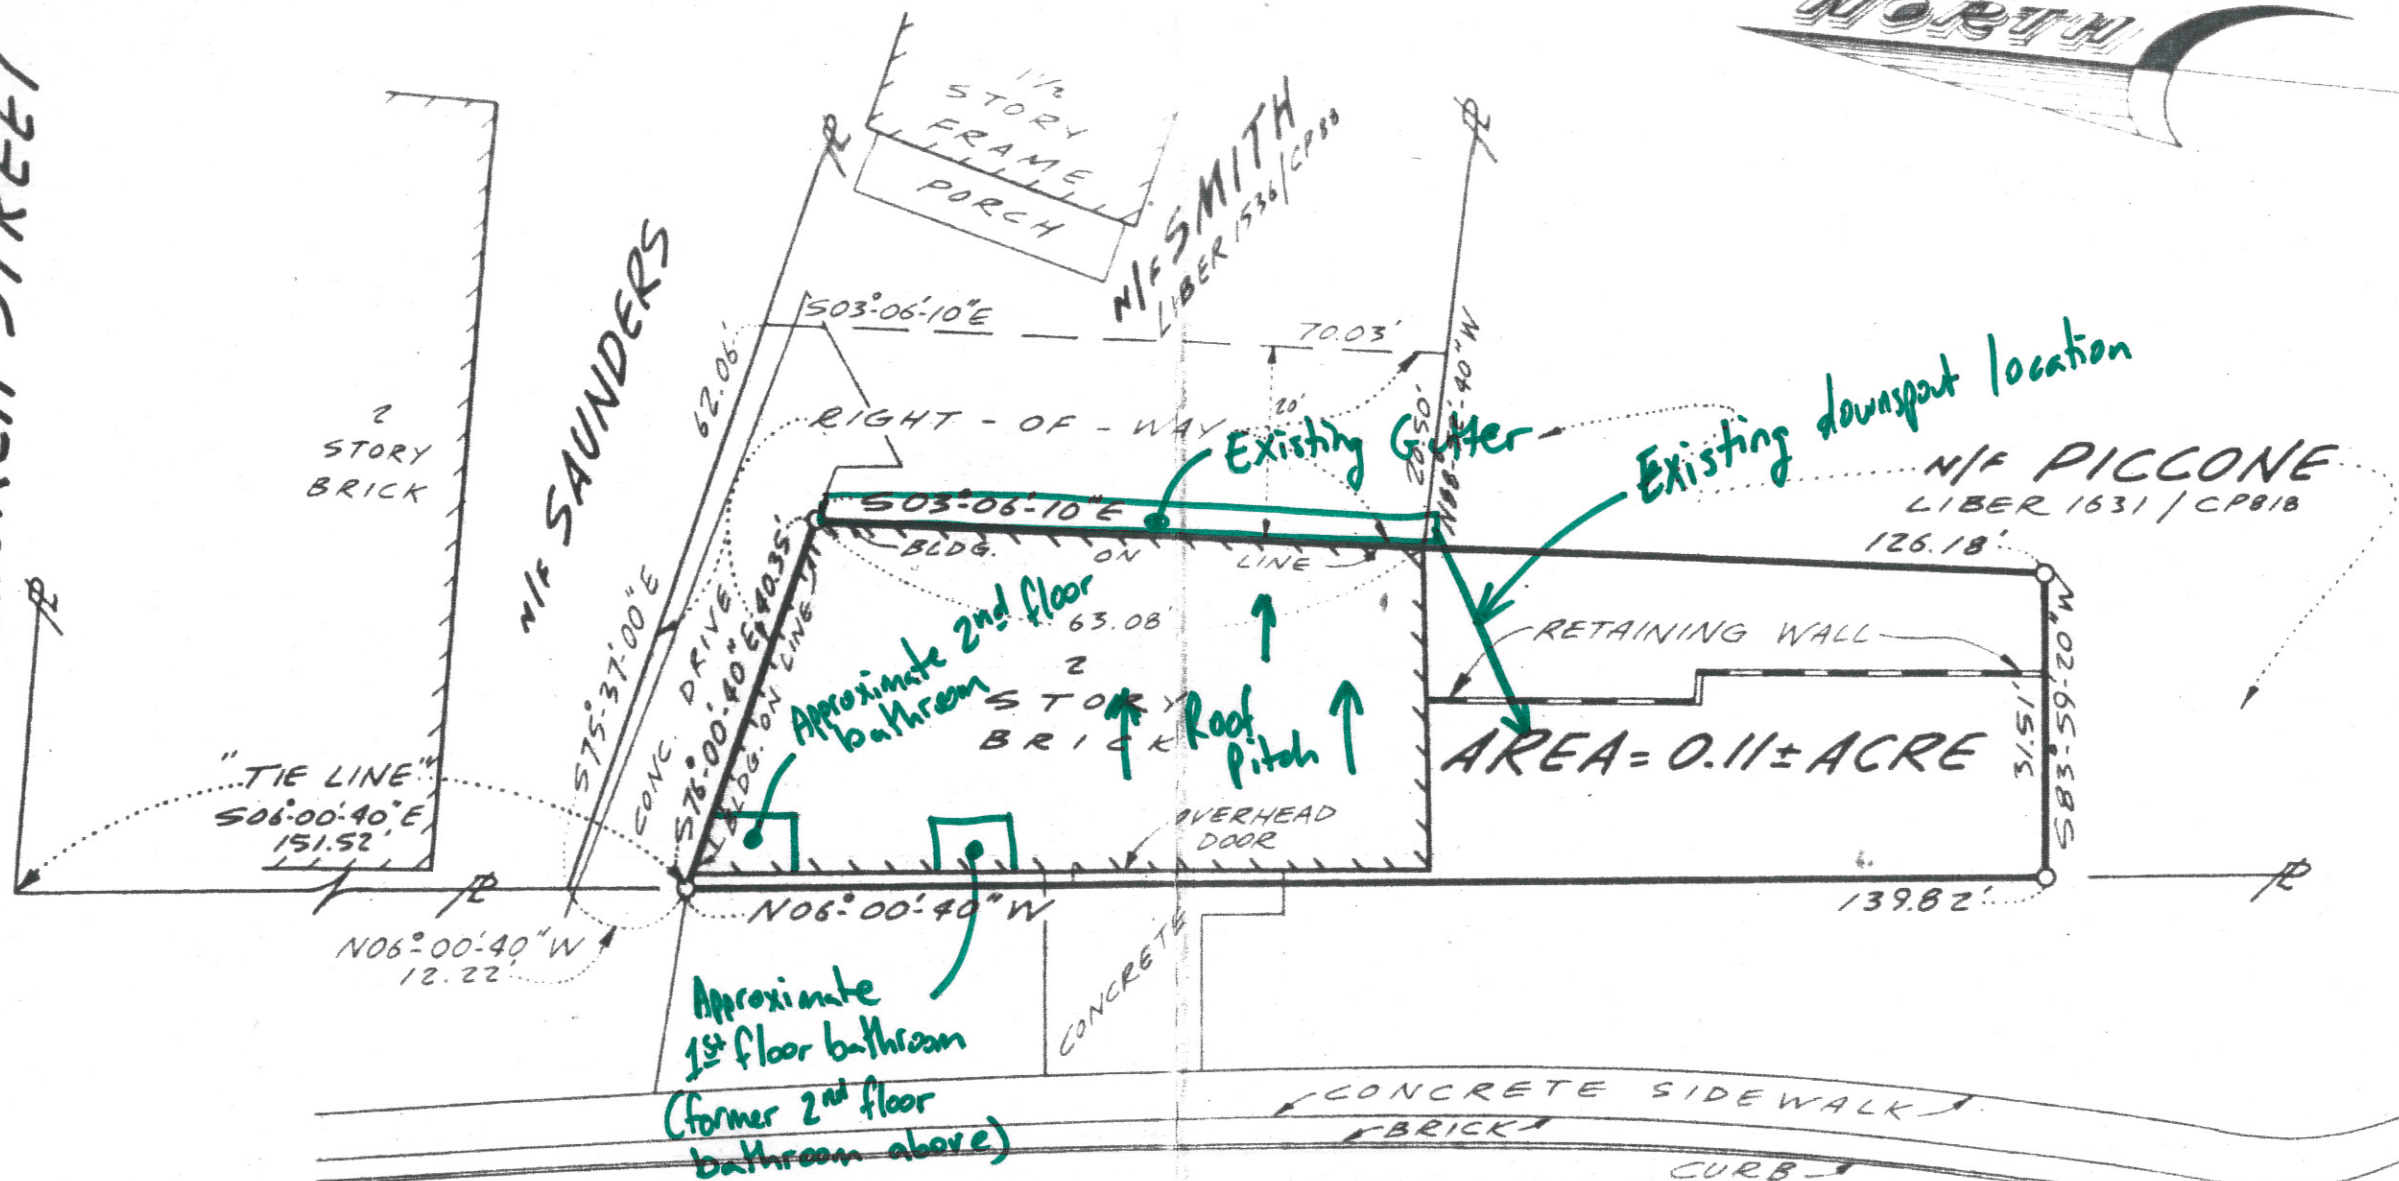 NORTH
STREET
1 1/2
STORY
FRAME
PORCH
N/F SMITH
LIBER 1536/CP88
N/F SAUNDERS
2
STORY
BRICK
S03°-06'-10"E
70.03'
62.06'
RIGHT - OF - WAY
20'
20.50'
Existing Gutter
Existing downspout location
N/F PICCONE
LIBER 1631 / CP818
126.18'
S03°-06'-10"E
BLDG. ON LINE
63.08'
S75°-37'-00"E
CONC. DRIVE
S76°-00'-40"E 40.35'
BLDG. ON LINE
Approximate 2nd floor
bathroom
2
STORY
BRICK
Roof
Pitch
RETAINING WALL
AREA = 0.11± ACRE
31.51'
S83°-59'-20"W
"TIE LINE"
S06°-00'-40"E
151.52'
OVERHEAD
DOOR
N06°-00'-40"W
139.82'
N06°-00'-40"W
12.22'
Approximate
1st floor bathroom
(former 2nd floor
bathroom above)
CONCRETE
CONCRETE SIDEWALK
BRICK
CURB